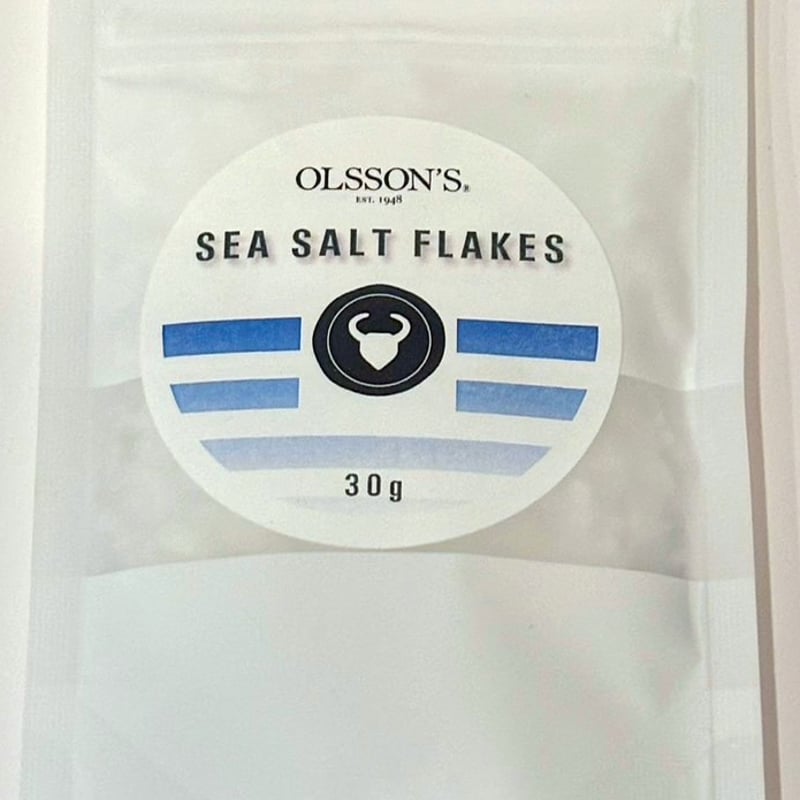 OLSSON'S®
EST. 1948
SEA SALT FLAKES
30g